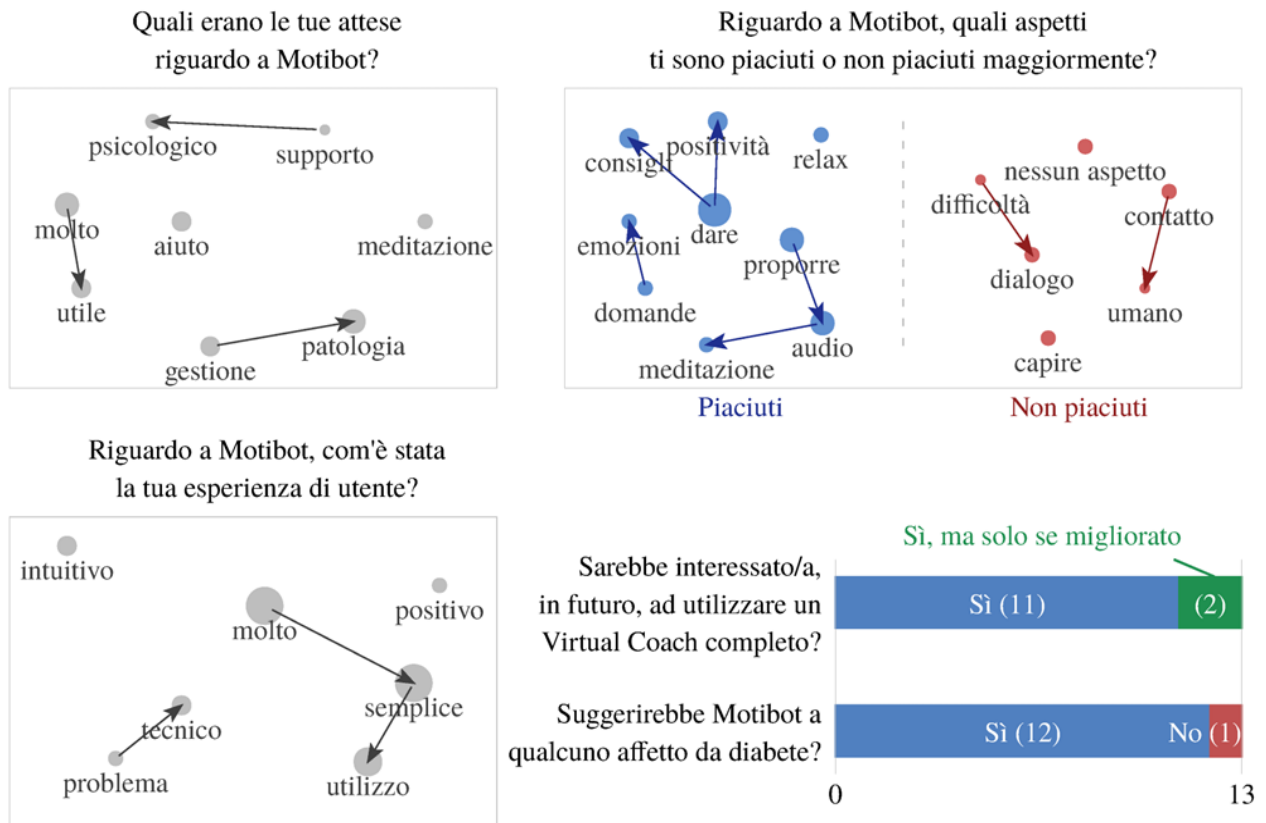 Quali erano le tue attese
riguardo a Motibot?
psicologico
supporto
molto
aiuto
meditazione
utile
patologia
gestione
Riguardo a Motibot, quali aspetti
ti sono piaciuti o non piaciuti maggiormente?
positività
consigli
relax
dare
emozioni
proporre
domande
audio
meditazione
nessun aspetto
difficoltà
contatto
dialogo
umano
capire
Piaciuti
Non piaciuti
Riguardo a Motibot, com'è stata
la tua esperienza di utente?
intuitivo
positivo
molto
semplice
tecnico
problema
utilizzo
Sì, ma solo se migliorato
Sarebbe interessato/a,
in futuro, ad utilizzare un
Virtual Coach completo?
Sì (11)
(2)
Suggerirebbe Motibot a
qualcuno affetto da diabete?
Sì (12)
No (1)
0
13